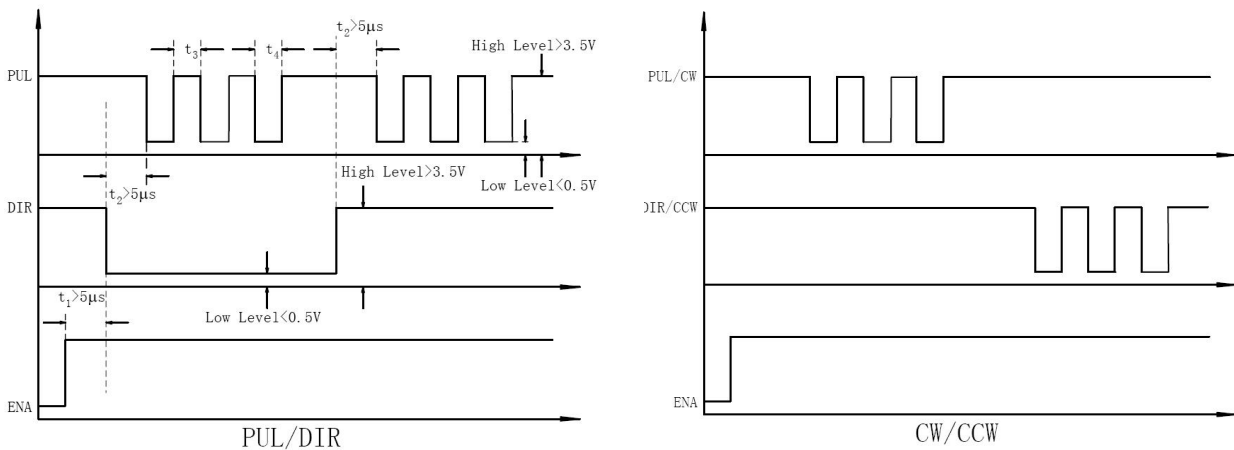 t₂>5μs
t₃
t₄
High Level>3.5V
PUL
High Level>3.5V
Low Level<0.5V
t₂>5μs
DIR
t₁>5μs
Low Level<0.5V
ENA
PUL/DIR
PUL/CW
DIR/CCW
ENA
CW/CCW